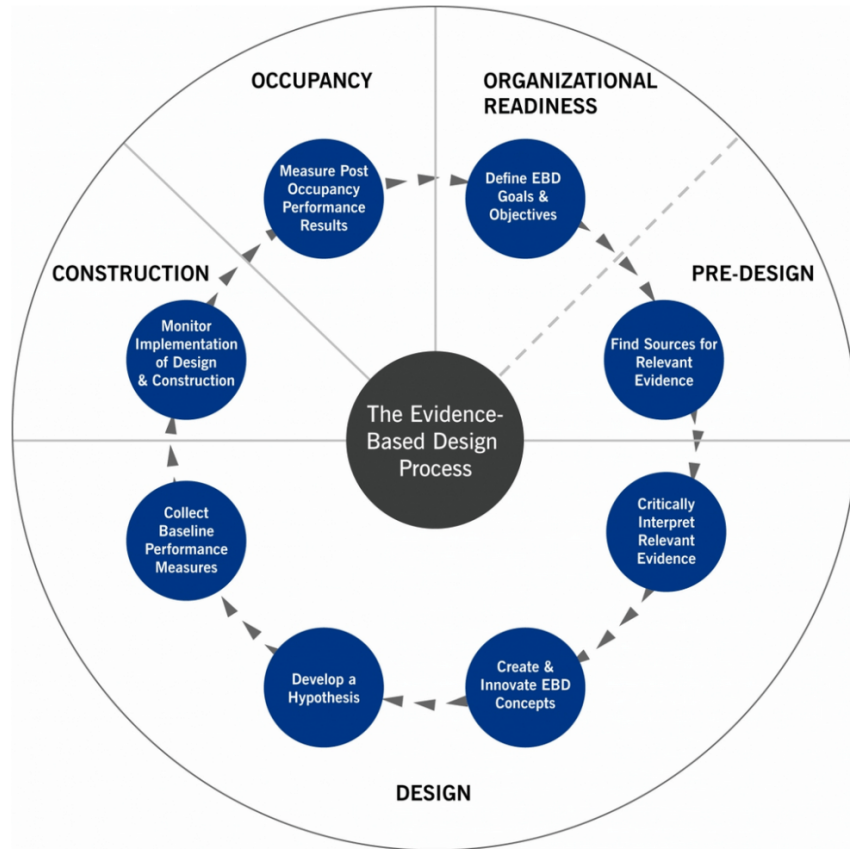 OCCUPANCY
ORGANIZATIONAL
READINESS
Measure Post
Occupancy
Performance
Results
Define EBD
Goals &
Objectives
CONSTRUCTION
PRE-DESIGN
Monitor
Implementation
of Design
& Construction
Find Sources for
Relevant
Evidence
The Evidence-
Based Design
Process
Collect
Baseline
Performance
Measures
Critically
Interpret
Relevant
Evidence
Develop a
Hypothesis
Create &
Innovate EBD
Concepts
DESIGN